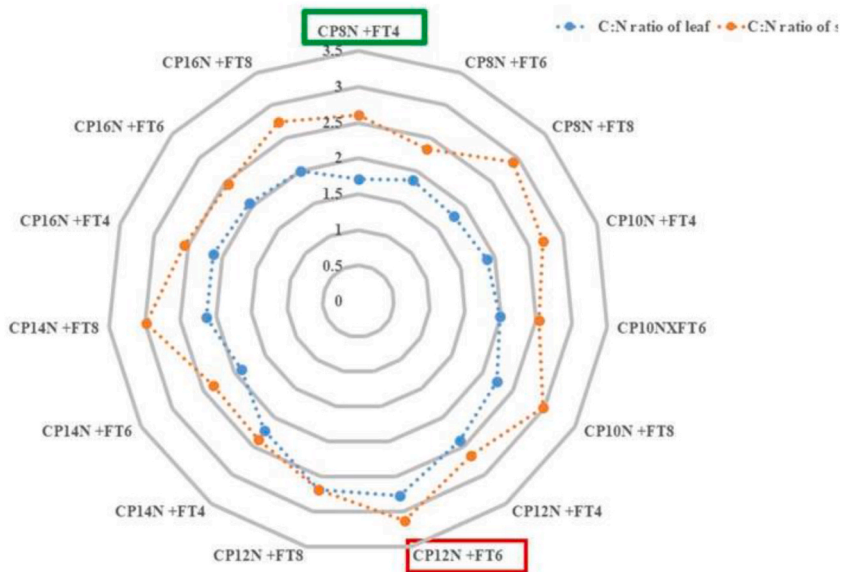 CP8N +FT4
C:N ratio of leaf
C:N ratio of s
CP16N +FT8
CP8N +FT6
3.5
3
2.5
2
1.5
1
0.5
0
CP16N +FT6
CP8N +FT8
CP16N +FT4
CP10N +FT4
CP14N +FT8
CP10NXFT6
CP14N +FT6
CP10N +FT8
CP14N +FT4
CP12N +FT4
CP12N +FT8
CP12N +FT6